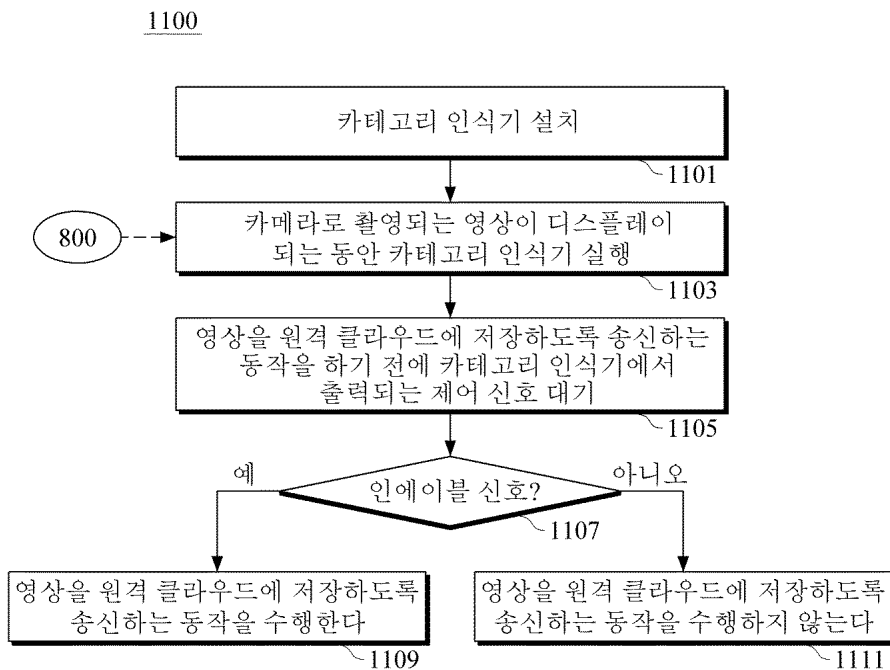 1100
카테고리 인식기 설치
1101
800
카메라로 촬영되는 영상이 디스플레이
되는 동안 카테고리 인식기 실행
1103
영상을 원격 클라우드에 저장하도록 송신하는
동작을 하기 전에 카테고리 인식기에서
출력되는 제어 신호 대기
1105
예
인에이블 신호?
아니오
1107
영상을 원격 클라우드에 저장하도록
송신하는 동작을 수행한다
1109
영상을 원격 클라우드에 저장하도록
송신하는 동작을 수행하지 않는다
1111